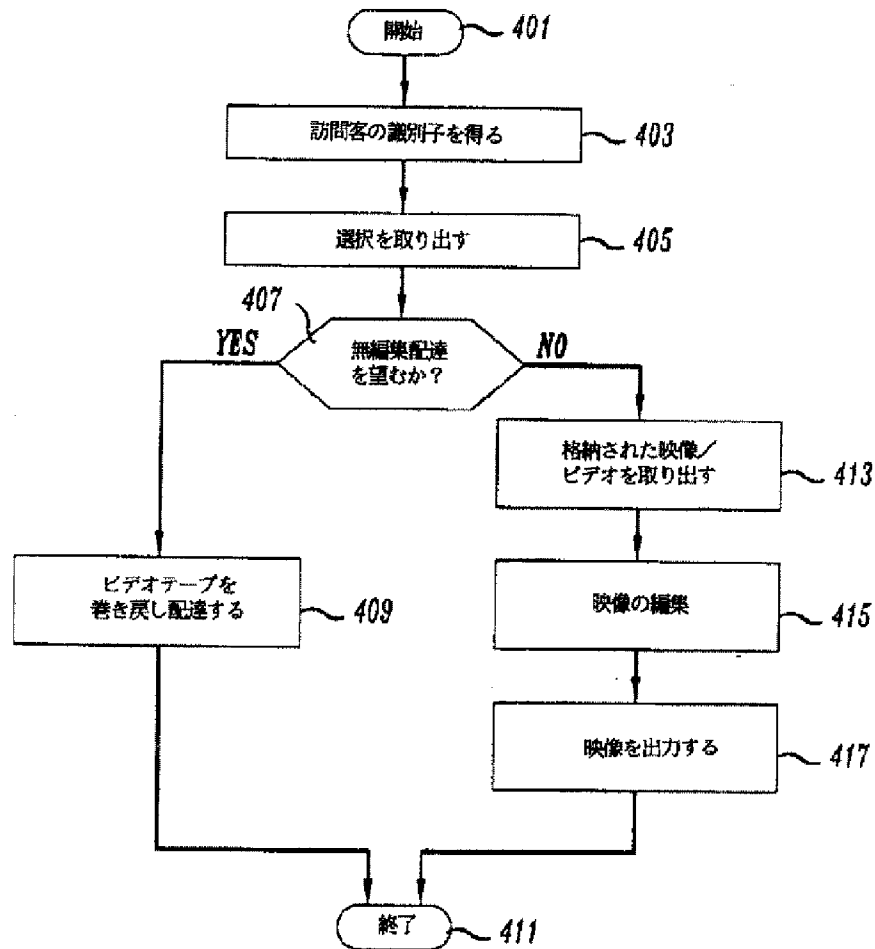 開始
401
訪問客の識別子を得る
403
選択を取り出す
405
407
YES
無編集配達
を望むか？
NO
格納された映像／
ビデオを取り出す
413
ビデオテープを
巻き戻し配達する
409
映像の編集
415
映像を出力する
417
終了
411